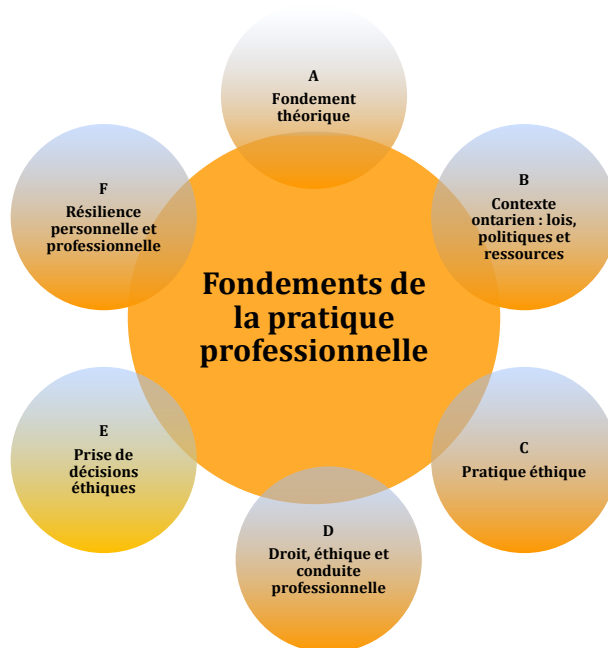 A
Fondement
théorique
B
Contexte
ontarien : lois,
politiques et
ressources
C
Pratique éthique
D
Droit, éthique et
conduite
professionnelle
E
Prise de
décisions
éthiques
F
Résilience
personnelle et
professionnelle
Fondements de
la pratique
professionnelle